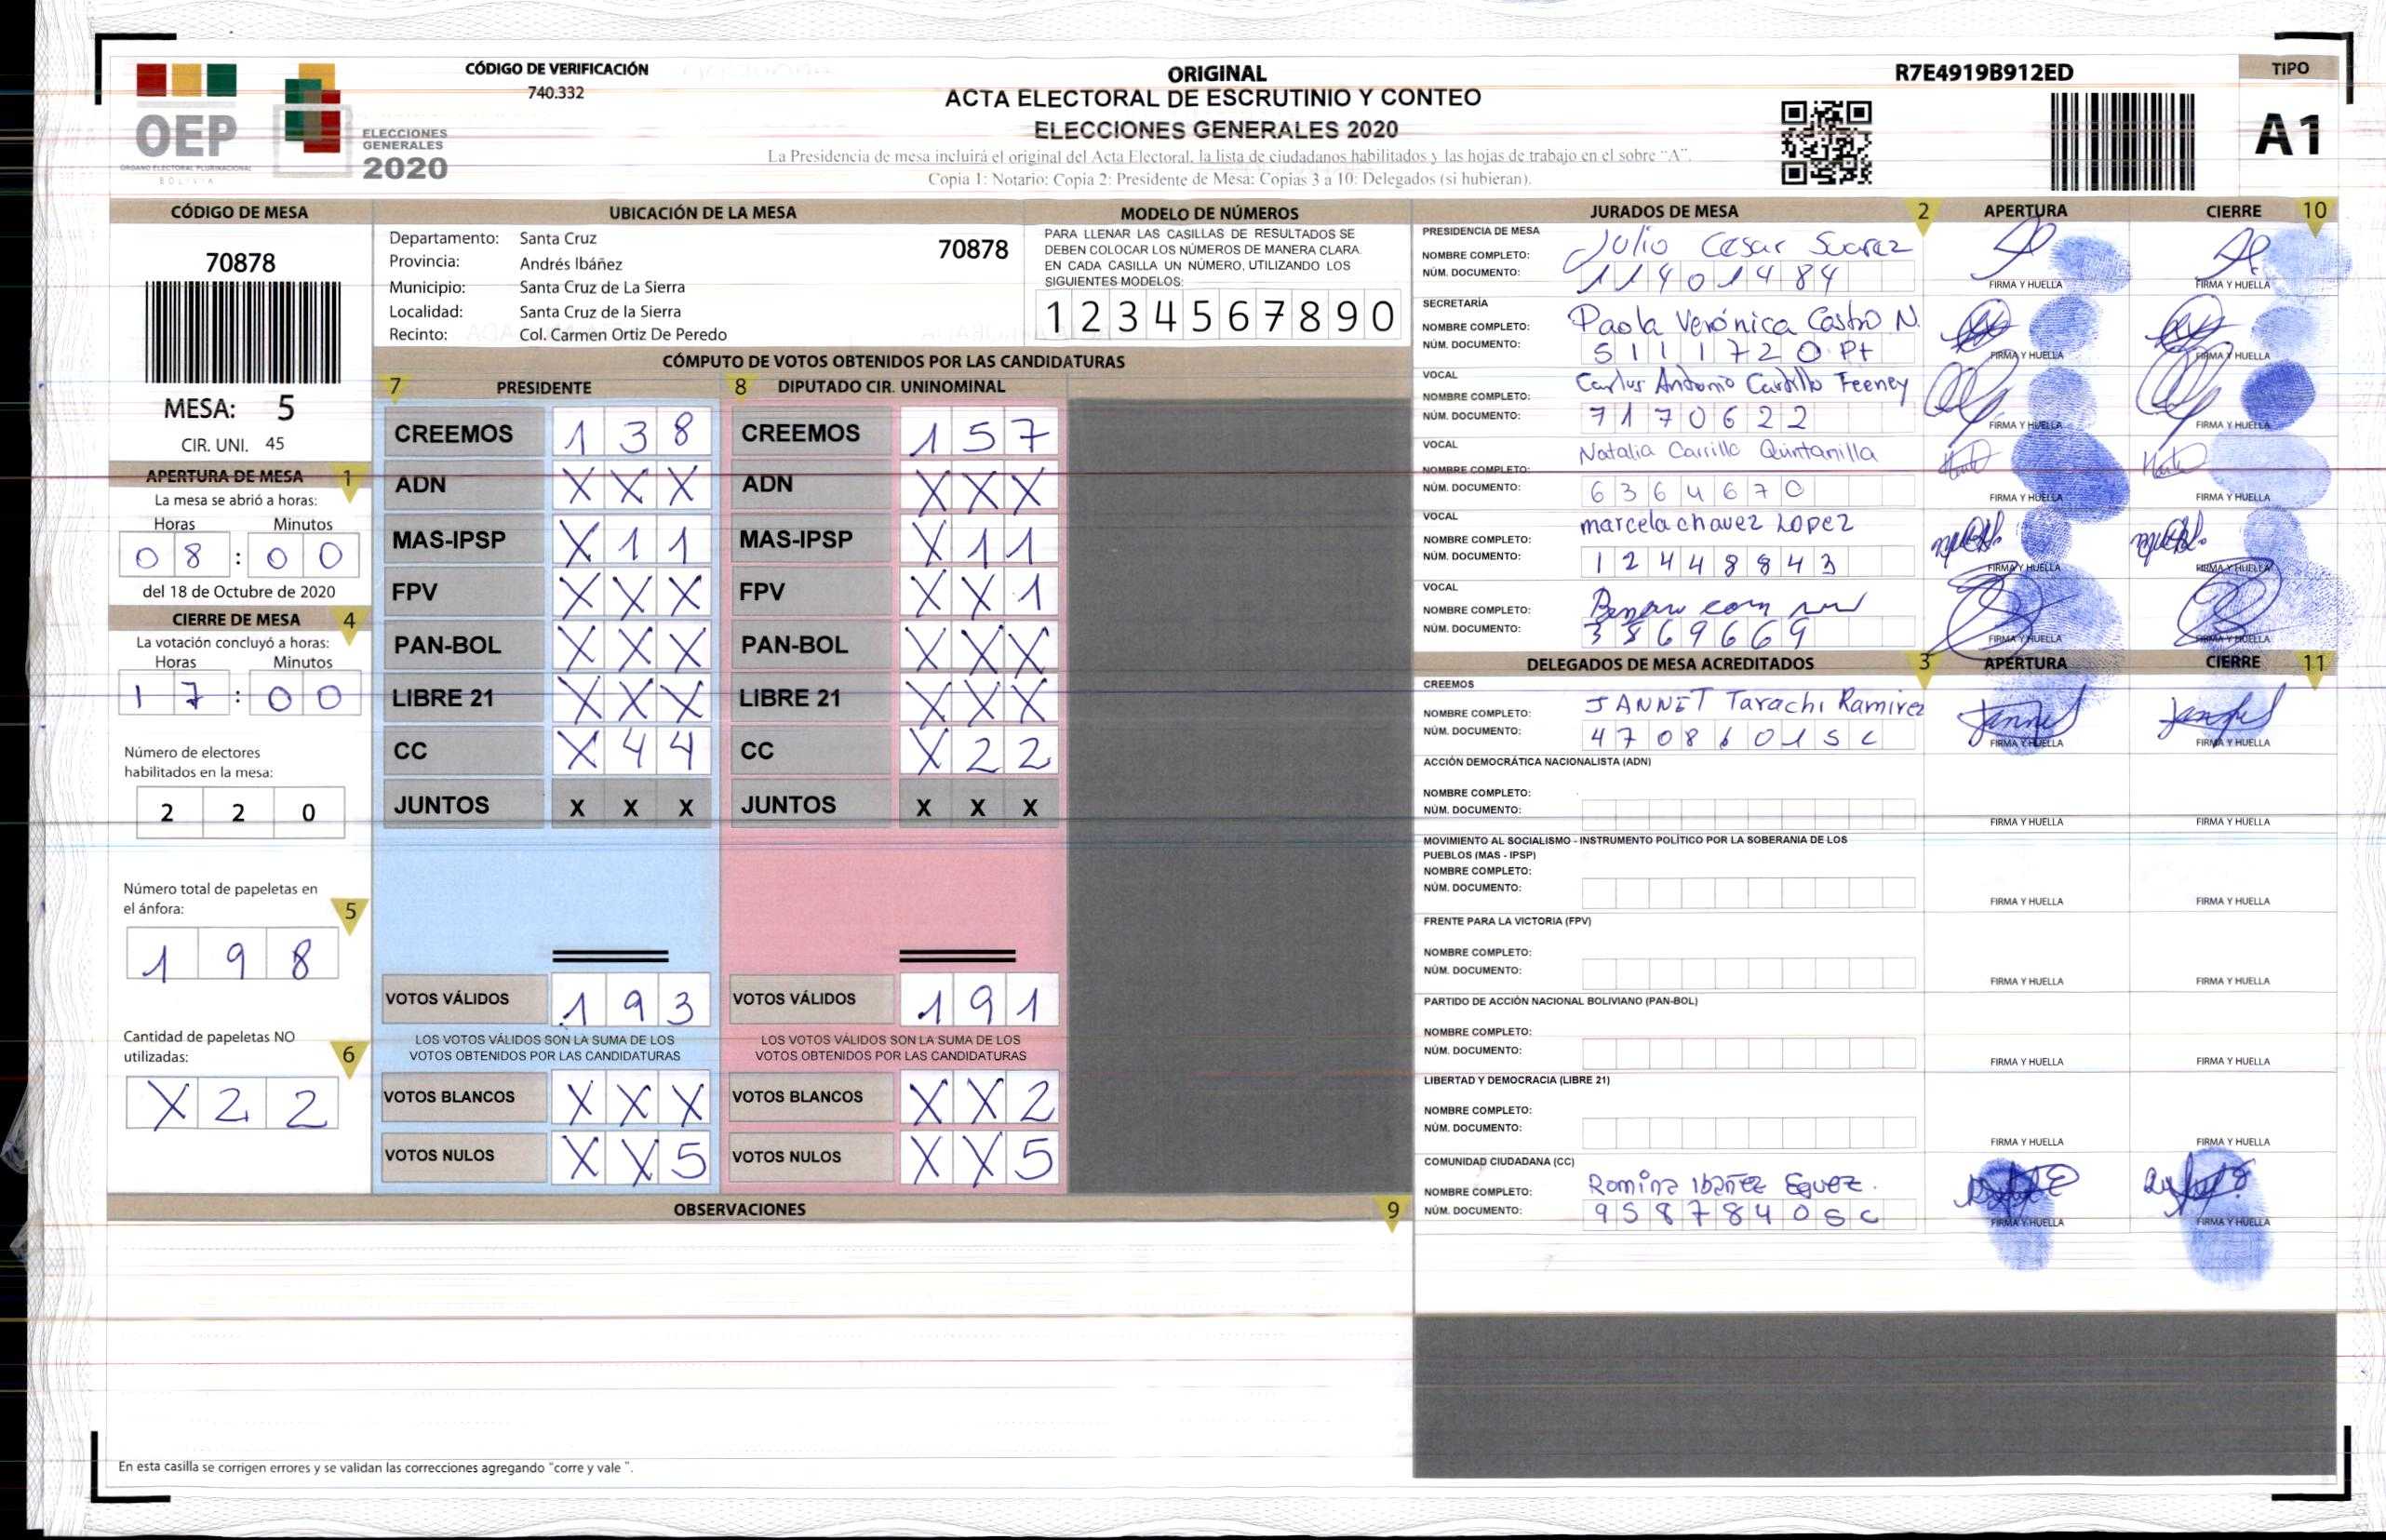 CÓDIGO DE VERIFICACIÓN
740.332
ORIGINAL
ACTA ELECTORAL DE ESCRUTINIO Y CONTEO
ELECCIONES GENERALES 2020
La Presidencia de mesa incluirá el original del Acta Electoral, la lista de ciudadanos habilitados y las hojas de trabajo en el sobre "A".
Copia 1: Notario: Copia 2: Presidente de Mesa: Copias 3 a 10: Delegados (si hubieran).
R7E4919B912ED
TIPO
A1
OEP
ÓRGANO ELECTORAL PLURINACIONAL
BOLIVIA
ELECCIONES
GENERALES
2020
CÓDIGO DE MESA
70878
MESA: 5
CIR. UNI. 45
APERTURA DE MESA 1
La mesa se abrió a horas:
Horas Minutos
08 : 00
del 18 de Octubre de 2020
CIERRE DE MESA 4
La votación concluyó a horas:
Horas Minutos
17 : 00
Número de electores
habilitados en la mesa:
2 2 0
Número total de papeletas en
el ánfora: 5
1 9 8
Cantidad de papeletas NO
utilizadas: 6
X 2 2
UBICACIÓN DE LA MESA
Departamento: Santa Cruz 70878
Provincia: Andrés Ibáñez
Municipio: Santa Cruz de La Sierra
Localidad: Santa Cruz de la Sierra
Recinto: Col. Carmen Ortiz De Peredo
MODELO DE NÚMEROS
PARA LLENAR LAS CASILLAS DE RESULTADOS SE
DEBEN COLOCAR LOS NÚMEROS DE MANERA CLARA
EN CADA CASILLA UN NÚMERO, UTILIZANDO LOS
SIGUIENTES MODELOS:
1 2 3 4 5 6 7 8 9 0
CÓMPUTO DE VOTOS OBTENIDOS POR LAS CANDIDATURAS
7 PRESIDENTE 8 DIPUTADO CIR. UNINOMINAL
CREEMOS 1 3 8 CREEMOS 1 5 7
ADN X X X ADN X X X
MAS-IPSP X 1 1 MAS-IPSP X 1 1
FPV X X X FPV X X 1
PAN-BOL X X X PAN-BOL X X X
LIBRE 21 X X X LIBRE 21 X X X
CC X 4 4 CC X 2 2
JUNTOS X X X JUNTOS X X X
VOTOS VÁLIDOS 1 9 3 VOTOS VÁLIDOS 1 9 1
LOS VOTOS VÁLIDOS SON LA SUMA DE LOS LOS VOTOS VÁLIDOS SON LA SUMA DE LOS
VOTOS OBTENIDOS POR LAS CANDIDATURAS VOTOS OBTENIDOS POR LAS CANDIDATURAS
VOTOS BLANCOS X X X VOTOS BLANCOS X X 2
VOTOS NULOS X X 5 VOTOS NULOS X X 5
OBSERVACIONES 9
En esta casilla se corrigen errores y se validan las correcciones agregando "corre y vale ".
JURADOS DE MESA 2 APERTURA CIERRE 10
PRESIDENCIA DE MESA
NOMBRE COMPLETO: Julio Cesar Suarez
NÚM. DOCUMENTO: 11401484
FIRMA Y HUELLA FIRMA Y HUELLA
SECRETARÍA
NOMBRE COMPLETO: Paola Verónica Castro N.
NÚM. DOCUMENTO: 5111720 Pt
FIRMA Y HUELLA FIRMA Y HUELLA
VOCAL
NOMBRE COMPLETO: Carlos Antonio Castillo Feeney
NÚM. DOCUMENTO: 7170622
FIRMA Y HUELLA FIRMA Y HUELLA
VOCAL
NOMBRE COMPLETO: Natalia Carrillo Quintanilla
NÚM. DOCUMENTO: 6364670
FIRMA Y HUELLA FIRMA Y HUELLA
VOCAL
NOMBRE COMPLETO: marcela chavez Lopez
NÚM. DOCUMENTO: 12448843
FIRMA Y HUELLA FIRMA Y HUELLA
VOCAL
NOMBRE COMPLETO:
NÚM. DOCUMENTO: 3869669
FIRMA Y HUELLA FIRMA Y HUELLA
DELEGADOS DE MESA ACREDITADOS 3 APERTURA CIERRE 11
CREEMOS
NOMBRE COMPLETO: JANNET Tarachi Ramirez
NÚM. DOCUMENTO: 4708601SC
FIRMA Y HUELLA FIRMA Y HUELLA
ACCIÓN DEMOCRÁTICA NACIONALISTA (ADN)
NOMBRE COMPLETO:
NÚM. DOCUMENTO:
FIRMA Y HUELLA FIRMA Y HUELLA
MOVIMIENTO AL SOCIALISMO - INSTRUMENTO POLÍTICO POR LA SOBERANIA DE LOS
PUEBLOS (MAS - IPSP)
NOMBRE COMPLETO:
NÚM. DOCUMENTO:
FIRMA Y HUELLA FIRMA Y HUELLA
FRENTE PARA LA VICTORIA (FPV)
NOMBRE COMPLETO:
NÚM. DOCUMENTO:
FIRMA Y HUELLA FIRMA Y HUELLA
PARTIDO DE ACCIÓN NACIONAL BOLIVIANO (PAN-BOL)
NOMBRE COMPLETO:
NÚM. DOCUMENTO:
FIRMA Y HUELLA FIRMA Y HUELLA
LIBERTAD Y DEMOCRACIA (LIBRE 21)
NOMBRE COMPLETO:
NÚM. DOCUMENTO:
FIRMA Y HUELLA FIRMA Y HUELLA
COMUNIDAD CIUDADANA (CC)
NOMBRE COMPLETO: Romina Ibañez Eguez.
NÚM. DOCUMENTO: 9587840SC
FIRMA Y HUELLA FIRMA Y HUELLA